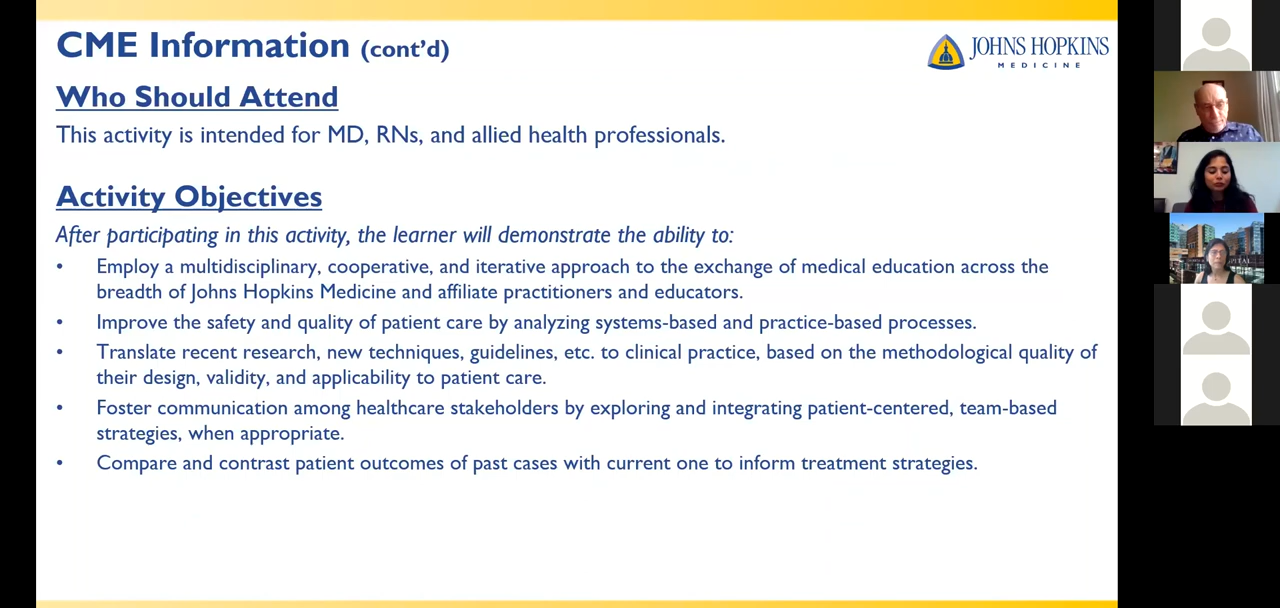 CME Information (cont'd)
JOHNS HOPKINS
MEDICINE
Who Should Attend
This activity is intended for MD, RNs, and allied health professionals.
Activity Objectives
After participating in this activity, the learner will demonstrate the ability to:
• Employ a multidisciplinary, cooperative, and iterative approach to the exchange of medical education across the
breadth of Johns Hopkins Medicine and affiliate practitioners and educators.
• Improve the safety and quality of patient care by analyzing systems-based and practice-based processes.
• Translate recent research, new techniques, guidelines, etc. to clinical practice, based on the methodological quality of
their design, validity, and applicability to patient care.
• Foster communication among healthcare stakeholders by exploring and integrating patient-centered, team-based
strategies, when appropriate.
• Compare and contrast patient outcomes of past cases with current one to inform treatment strategies.